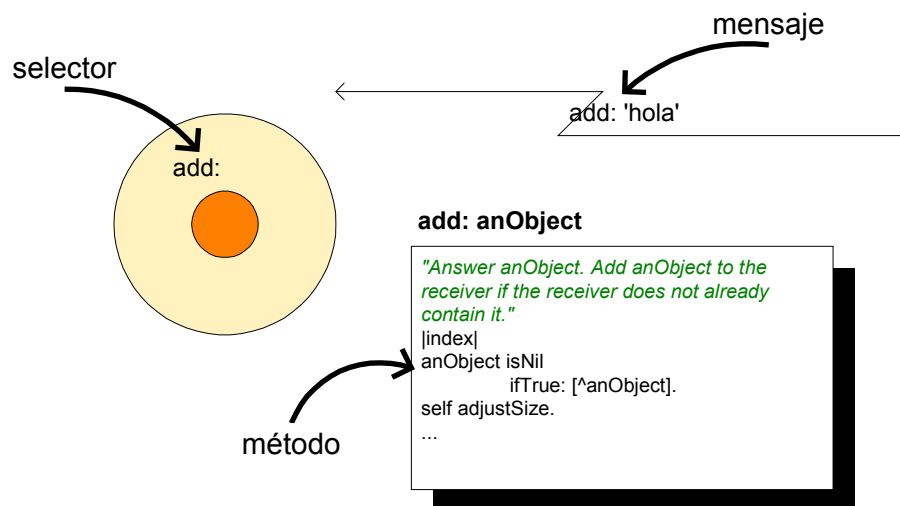 mensaje
selector
add: 'hola'
add:
add: anObject
"Answer anObject. Add anObject to the
receiver if the receiver does not already
contain it."
|index|
anObject isNil
ifTrue: [^anObject].
self adjustSize.
...
método